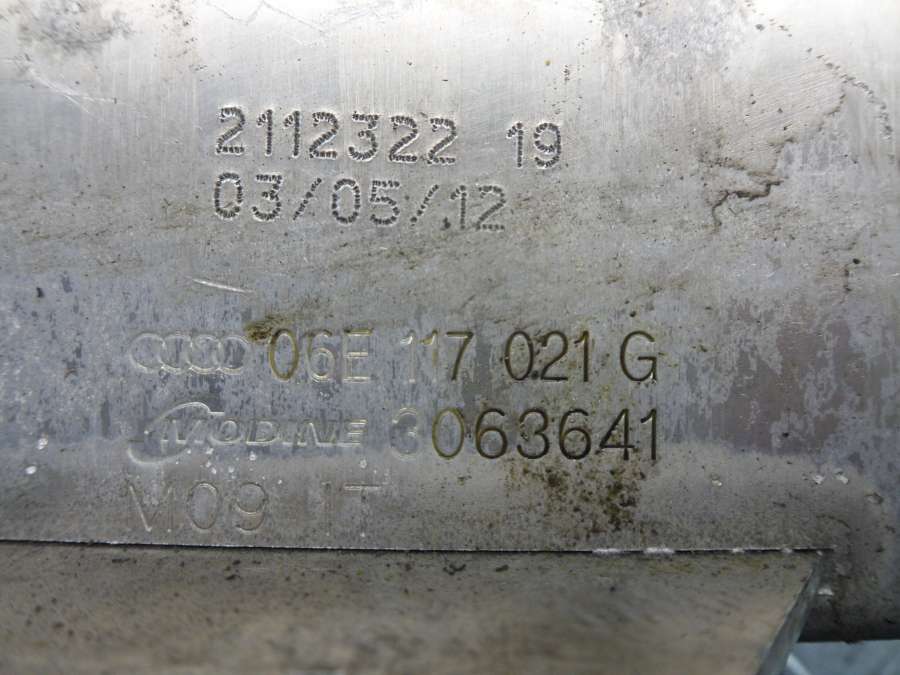 2112322 19
03/05/12
06E 117 021 G
MODINE 3063641
M09 IT